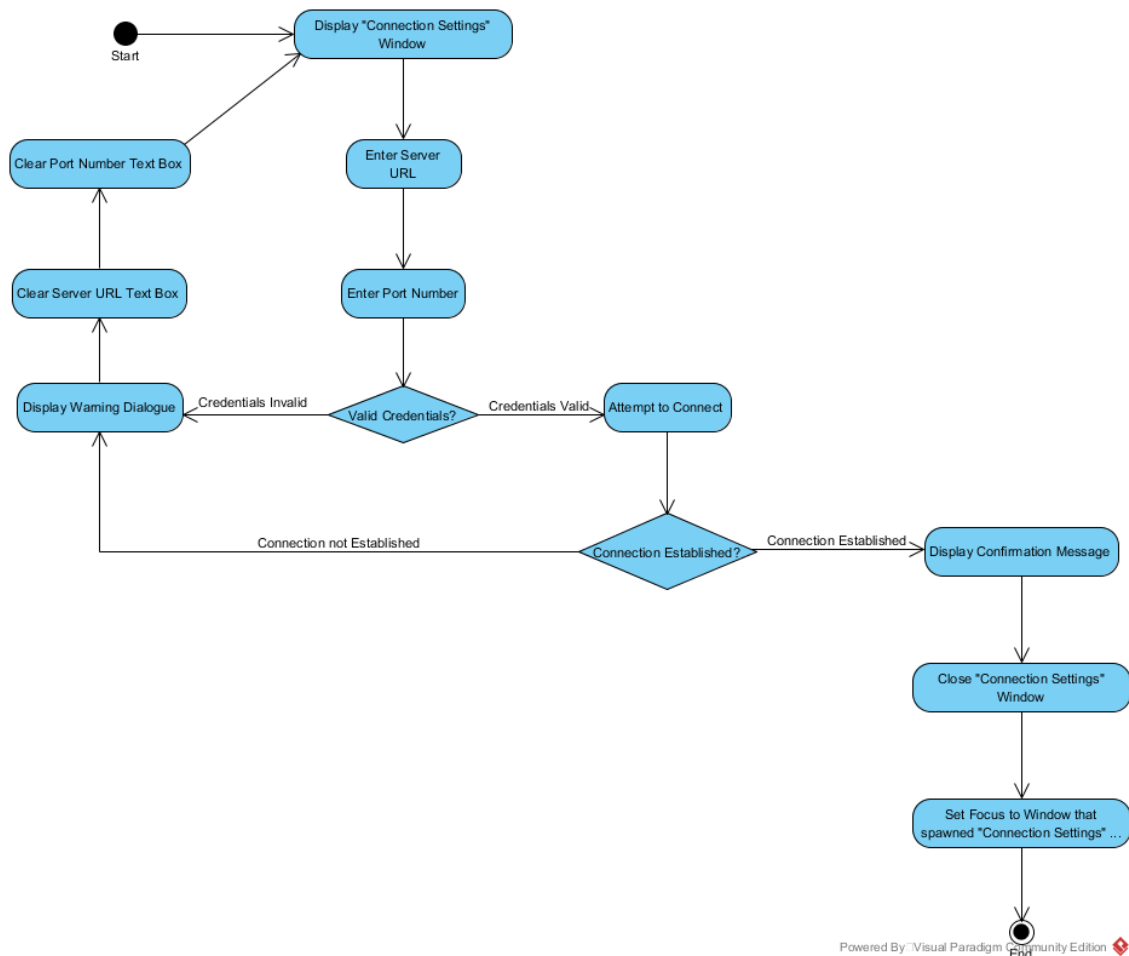 Display "Connection Settings"
Window
Start
Clear Port Number Text Box
Enter Server
URL
Clear Server URL Text Box
Enter Port Number
Display Warning Dialogue
Credentials Invalid
Valid Credentials?
Credentials Valid
Attempt to Connect
Connection not Established
Connection Established?
Connection Established
Display Confirmation Message
Close "Connection Settings"
Window
Set Focus to Window that
spawned "Connection Settings" ...
Powered By Visual Paradigm Community Edition
End